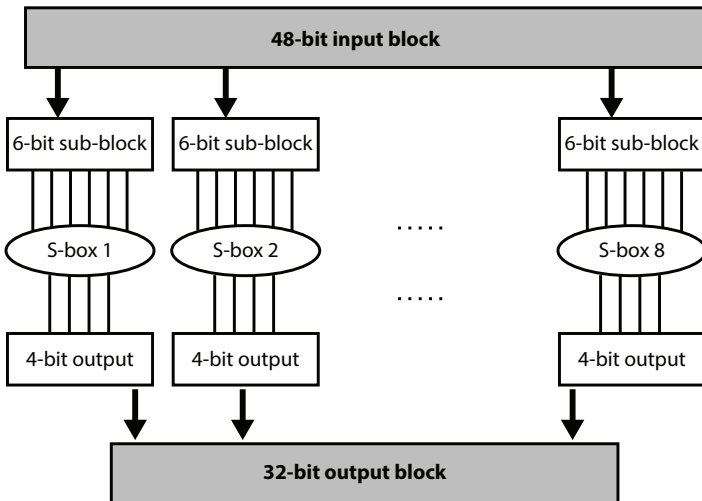 48-bit input block
6-bit sub-block 6-bit sub-block 6-bit sub-block
.....
S-box 1 S-box 2 S-box 8
.....
4-bit output 4-bit output 4-bit output
32-bit output block